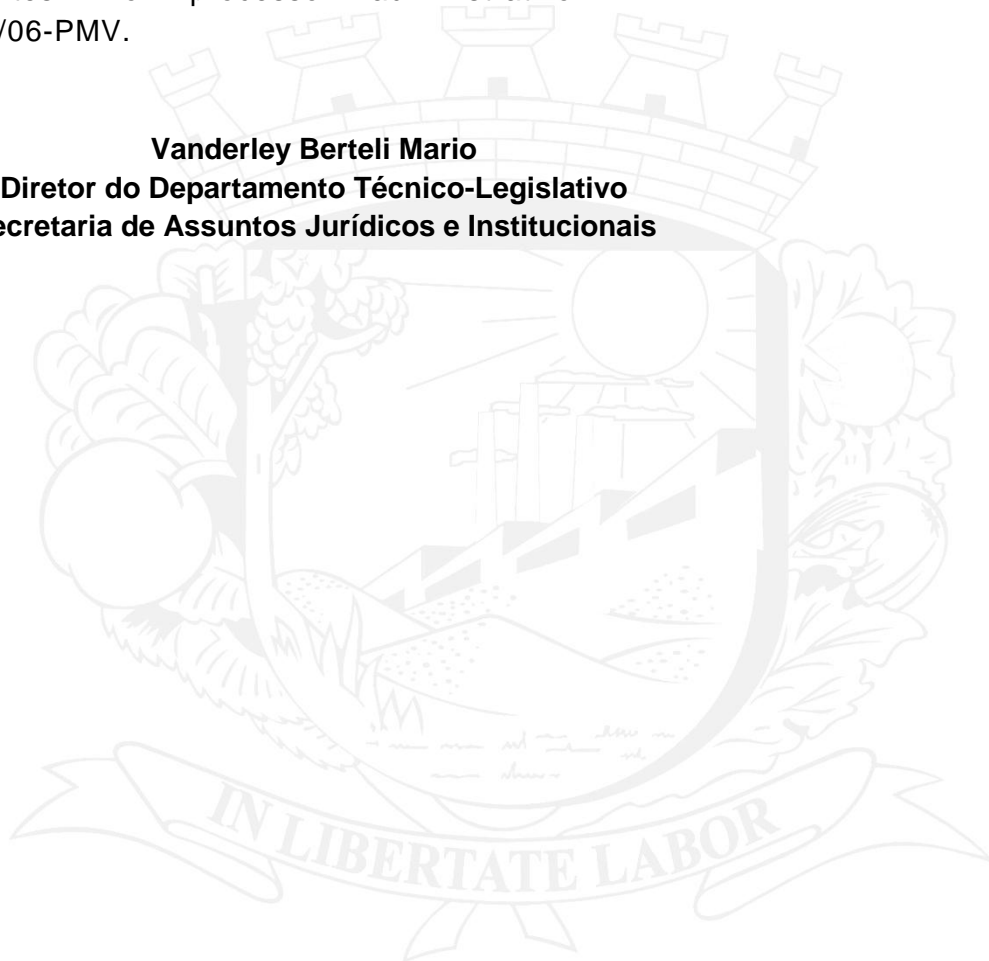 /06-PMV.
Vanderley Berteli Mario
Diretor do Departamento Técnico-Legislativo
ecretaria de Assuntos Jurídicos e Institucionais
IN LIBERTATE LABOR